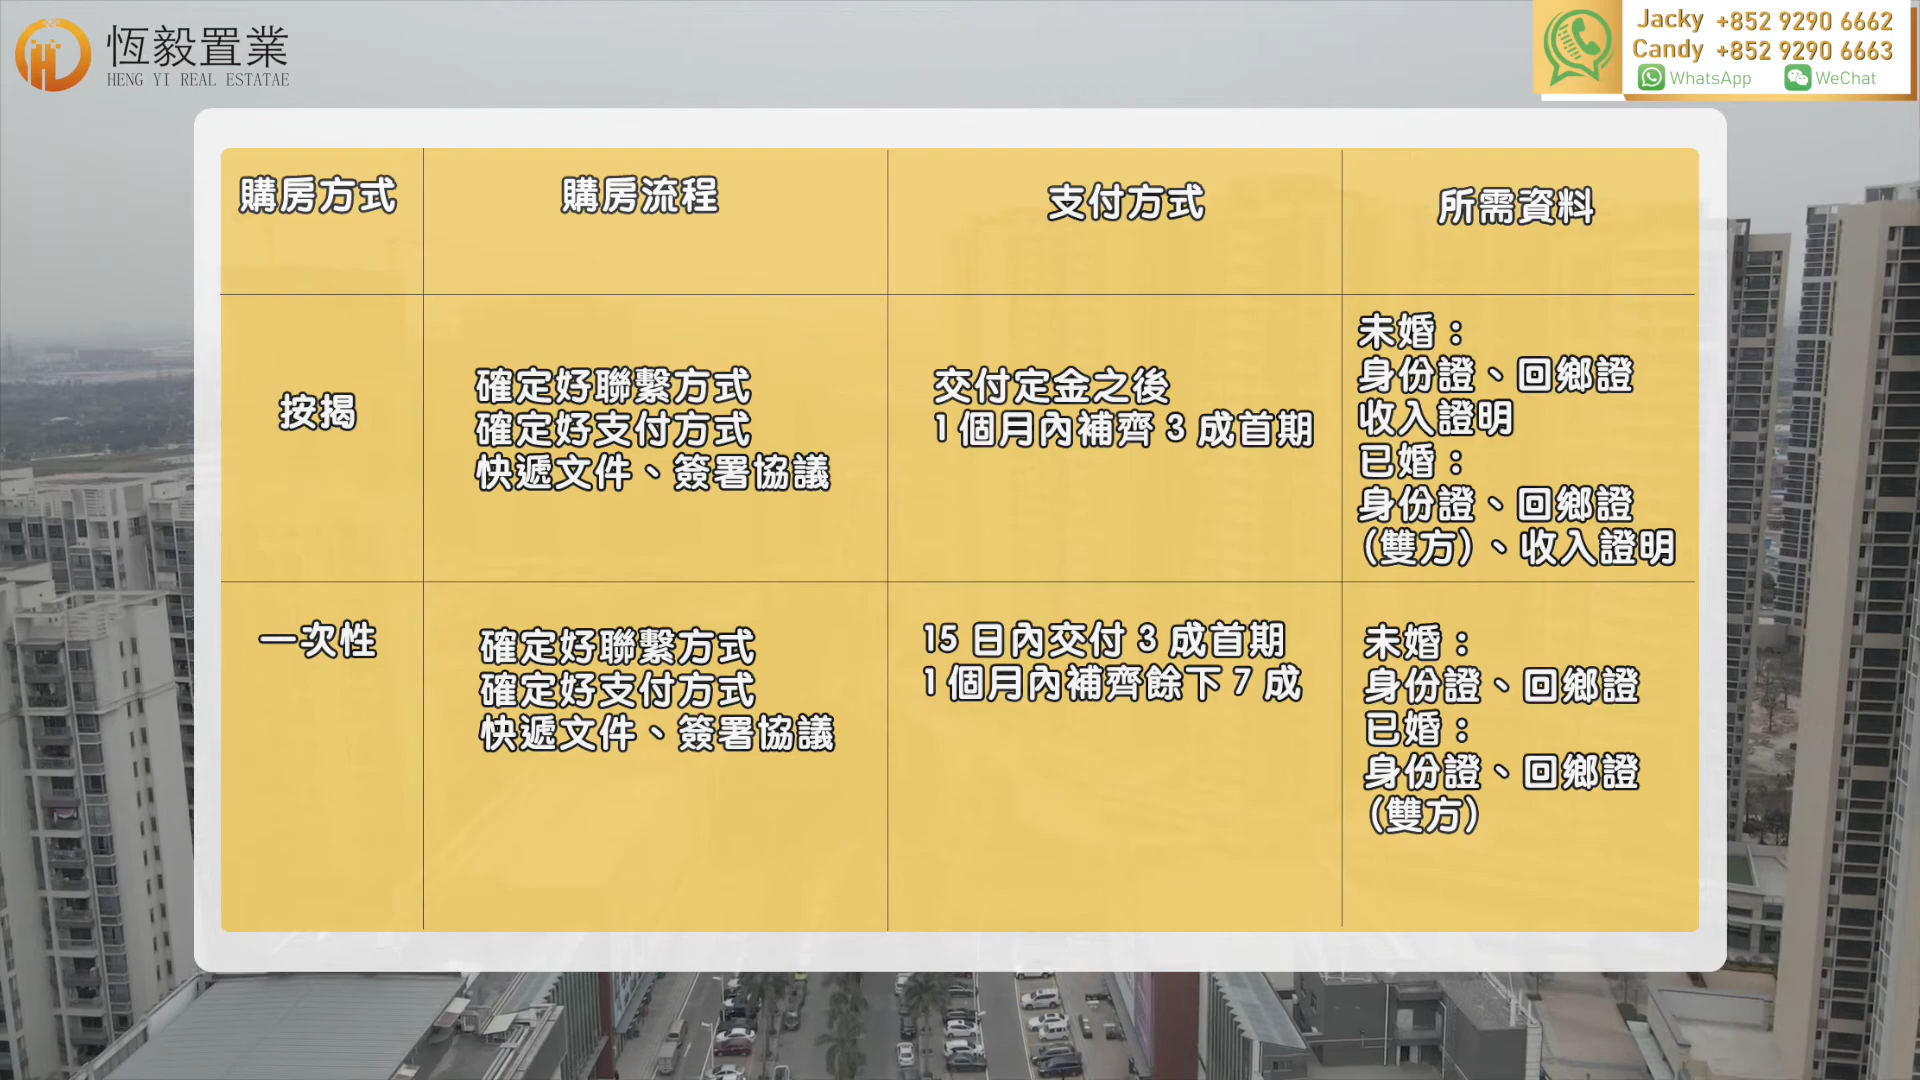 恆毅置業
HENG YI REAL ESTATAE
Jacky +852 9290 6662
Candy +852 9290 6663
WhatsApp WeChat
購房方式 購房流程 支付方式 所需資料
按揭
確定好聯繫方式
確定好支付方式
快遞文件、簽署協議
交付定金之後
1個月內補齊3成首期
未婚：
身份證、回鄉證
收入證明
已婚：
身份證、回鄉證
(雙方)、收入證明
一次性
確定好聯繫方式
確定好支付方式
快遞文件、簽署協議
15日內交付3成首期
1個月內補齊餘下7成
未婚：
身份證、回鄉證
已婚：
身份證、回鄉證
(雙方)